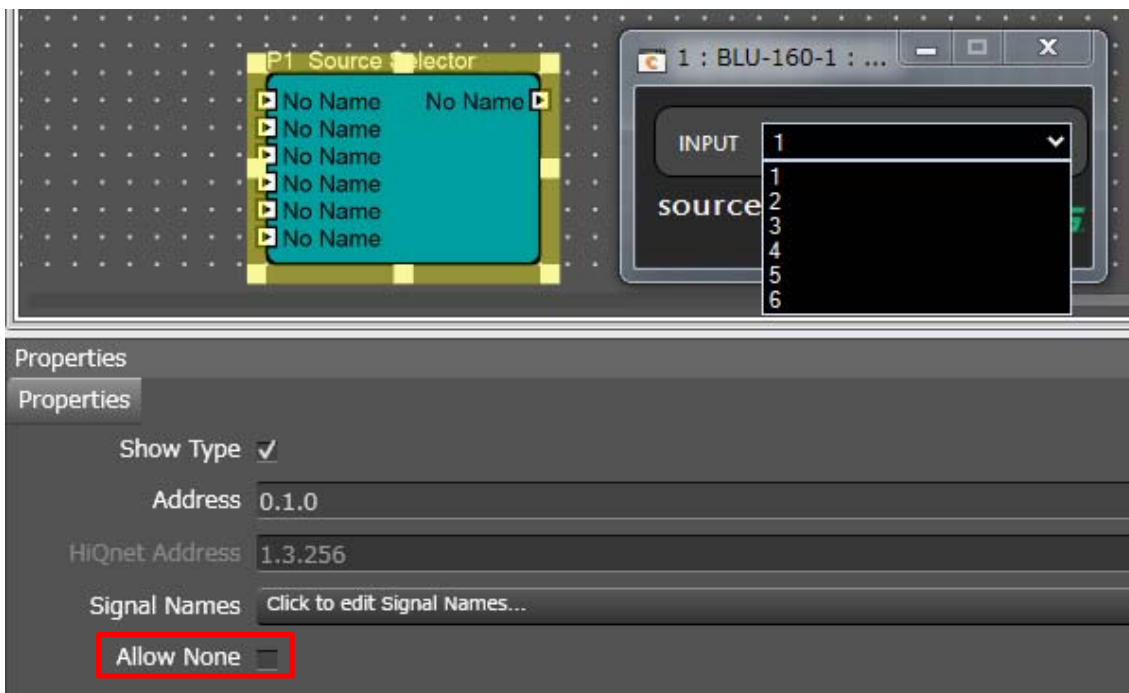 P1 Source Selector
No Name No Name
No Name
No Name
No Name
No Name
No Name
1 : BLU-160-1 : ...
INPUT 1
1
2
3
4
5
6
source
Properties
Properties
Show Type
Address 0.1.0
HiQnet Address 1.3.256
Signal Names Click to edit Signal Names...
Allow None